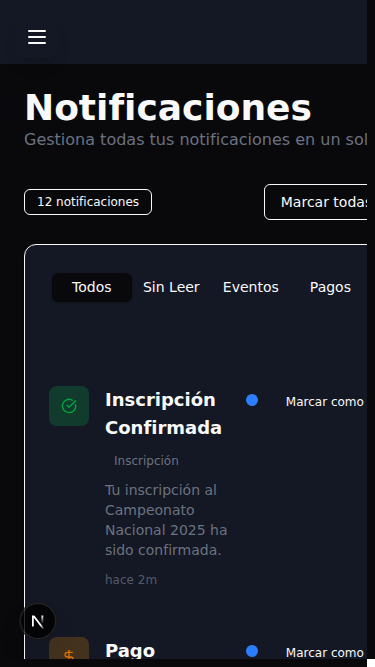 Notificaciones
Gestiona todas tus notificaciones en un sol
12 notificaciones
Marcar todas
Todos
Sin Leer
Eventos
Pagos
Inscripción
Confirmada
Marcar como
Inscripción
Tu inscripción al
Campeonato
Nacional 2025 ha
sido confirmada.
hace 2m
N
$
Pago
Marcar como